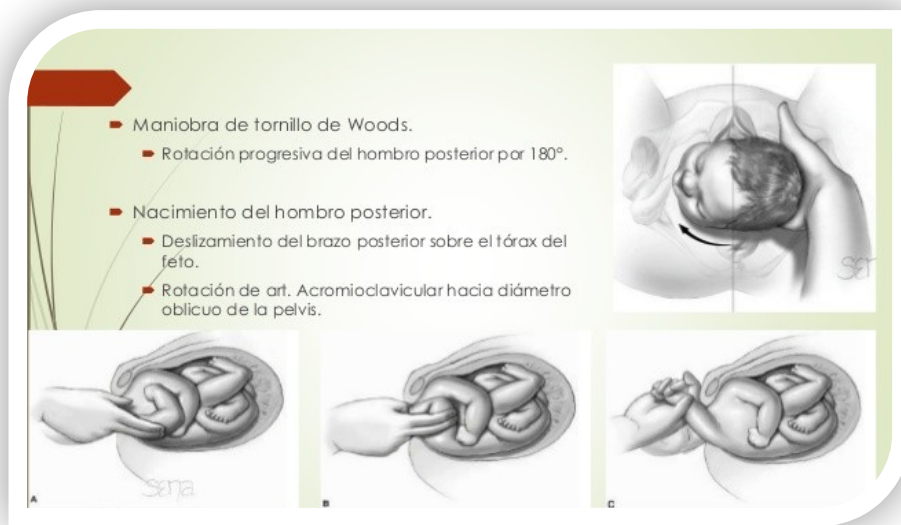 Maniobra de tornillo de Woods.
Rotación progresiva del hombro posterior por 180°.
Nacimiento del hombro posterior.
Deslizamiento del brazo posterior sobre el tórax del
feto.
Rotación de art. Acromioclavicular hacia diámetro
oblicuo de la pelvis.
A
B
C